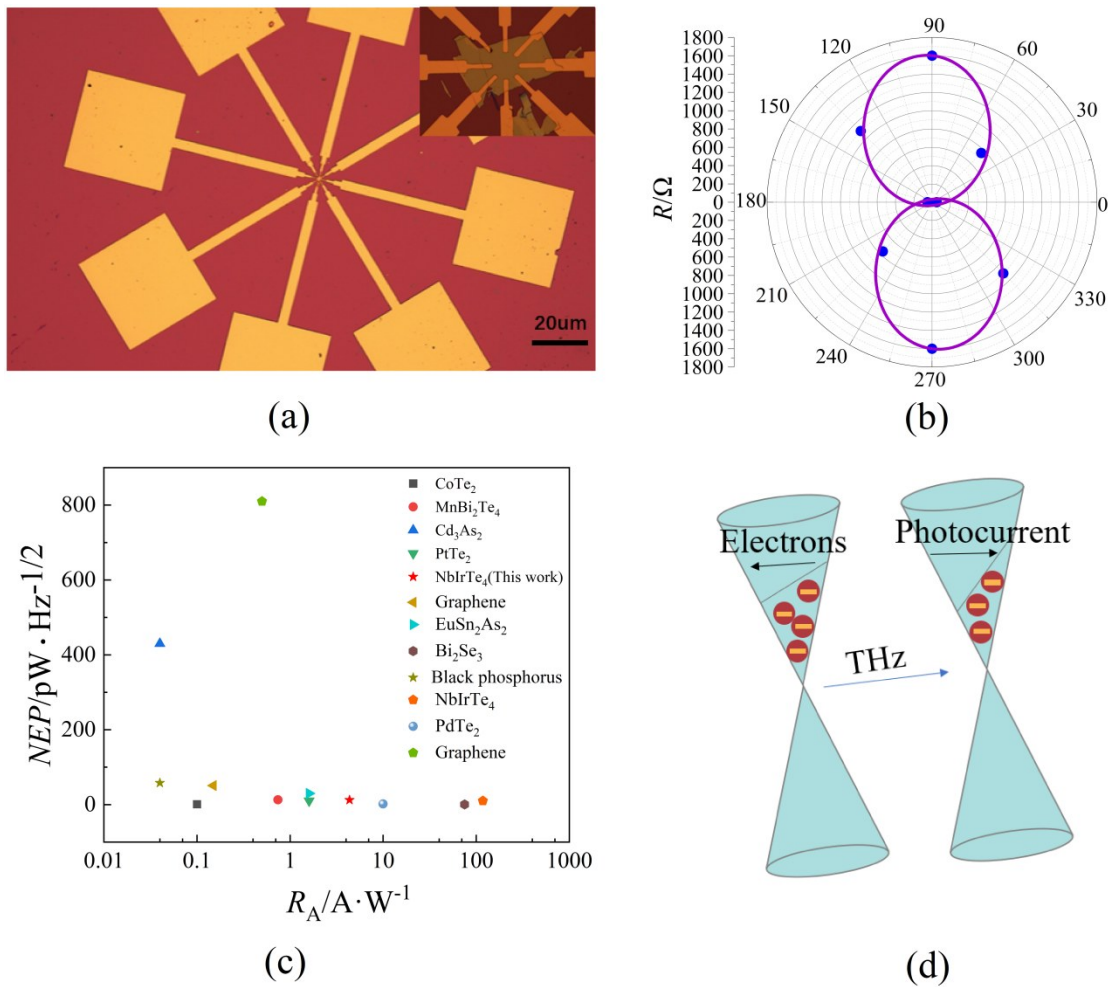 20um
(a)
90
120
60
150
30
180
0
210
330
240
300
270
1800
1600
1400
1200
1000
800
600
400
200
0
200
400
600
800
1000
1200
1400
1600
1800
R/Ω
(b)
NEP/pW·Hz-1/2
800
600
400
200
0
0.01 0.1 1 10 100 1000
R_A/A·W⁻¹
CoTe₂
MnBi₂Te₄
Cd₃As₂
PtTe₂
NbIrTe₄(This work)
Graphene
EuSn₂As₂
Bi₂Se₃
Black phosphorus
NbIrTe₄
PdTe₂
Graphene
(c)
Electrons
Photocurrent
THz
(d)